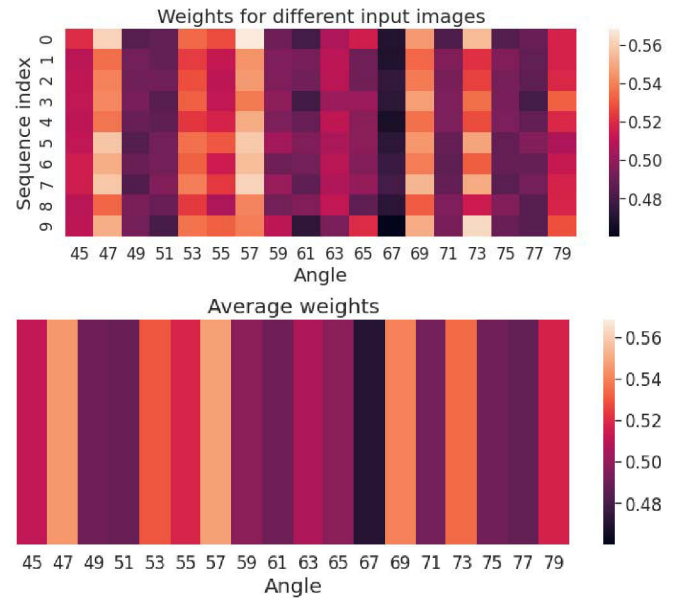 Weights for different input images
Sequence index
0
1
2
3
4
5
6
7
8
9
45 47 49 51 53 55 57 59 61 63 65 67 69 71 73 75 77 79
Angle
0.56
0.54
0.52
0.50
0.48
Average weights
45 47 49 51 53 55 57 59 61 63 65 67 69 71 73 75 77 79
Angle
0.56
0.54
0.52
0.50
0.48